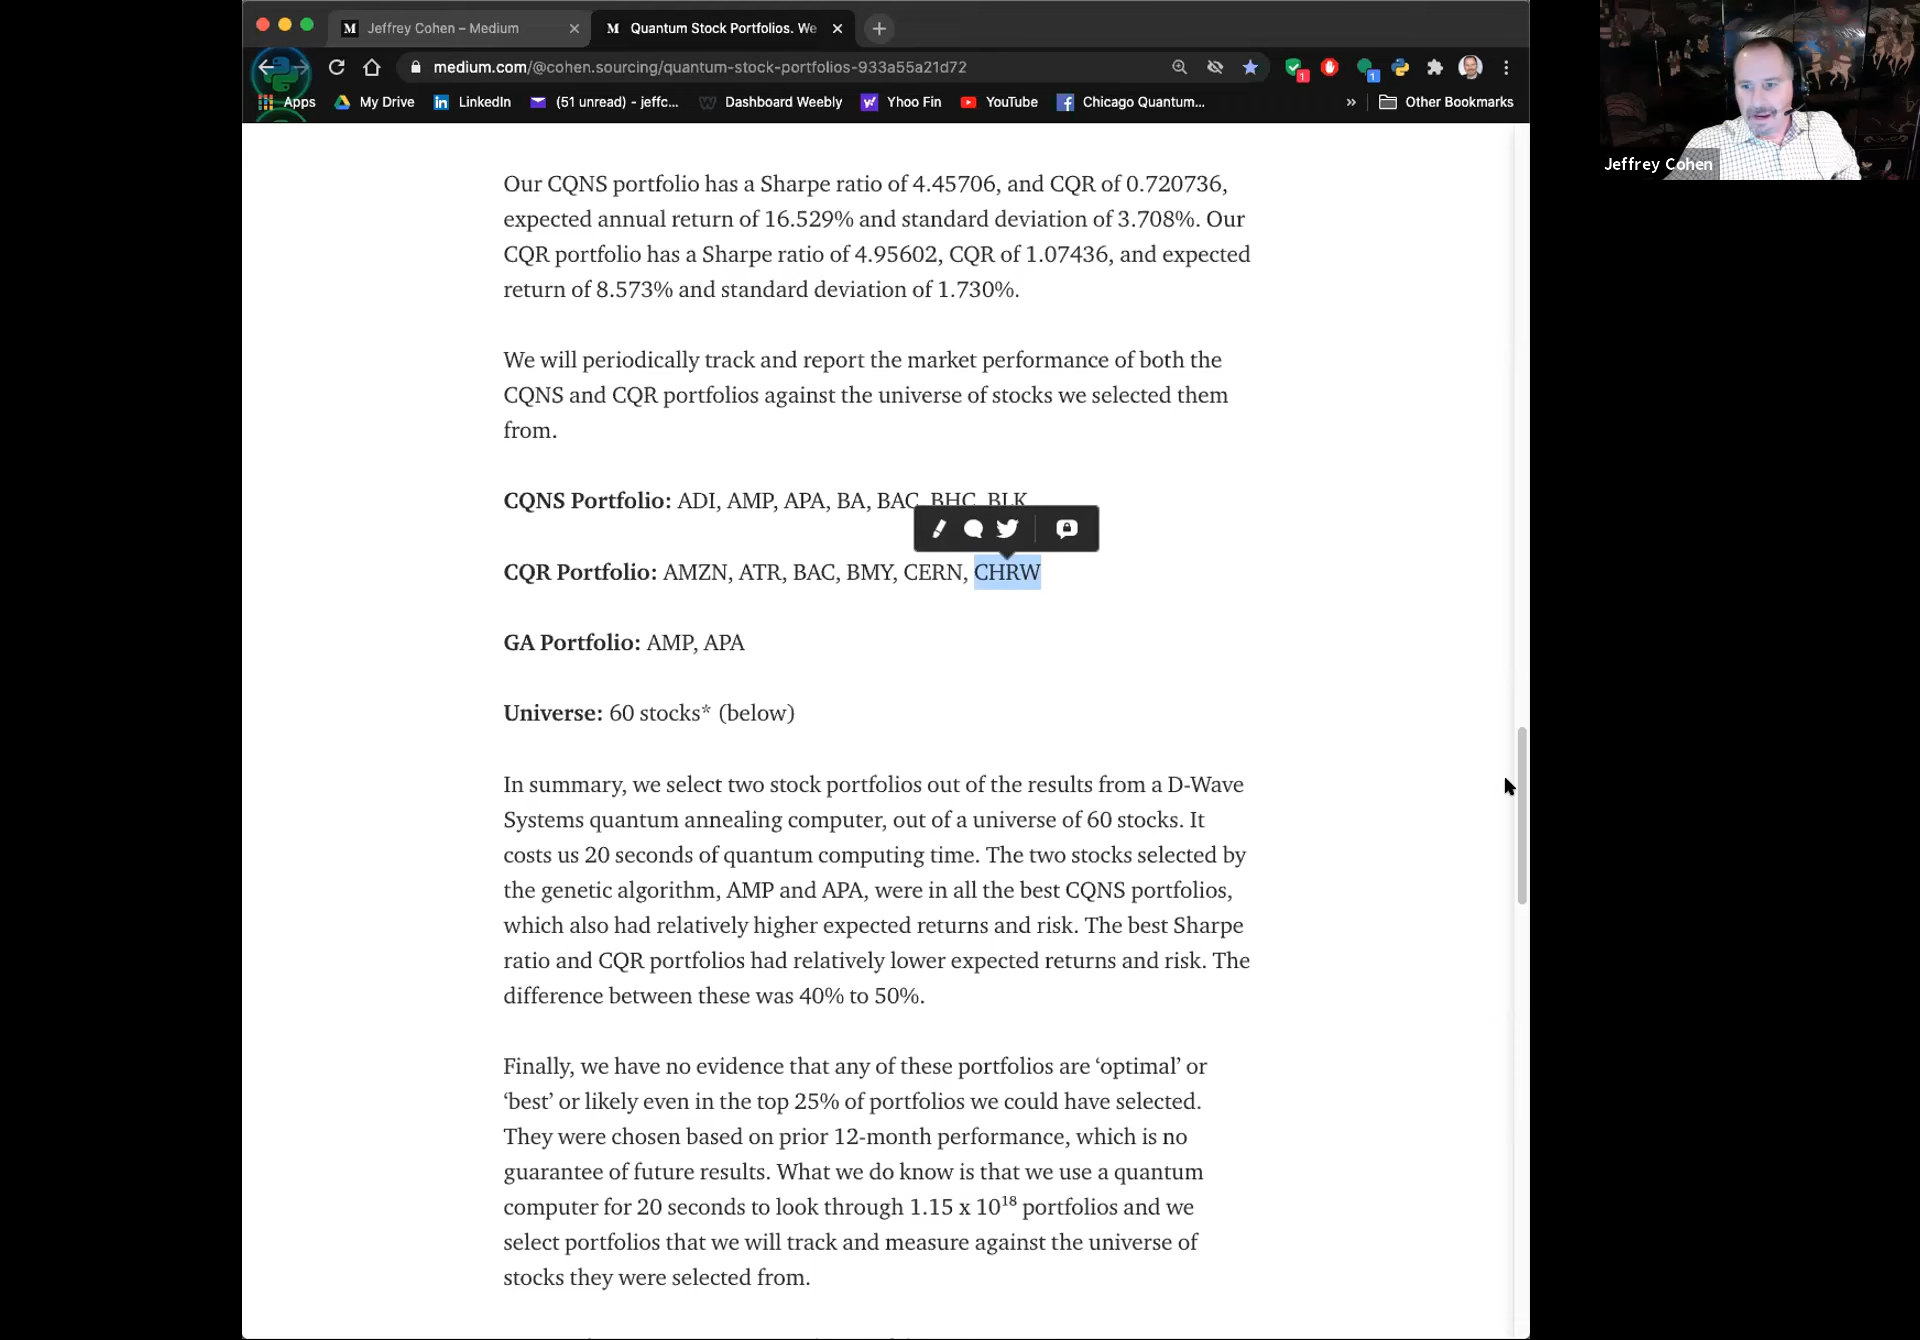 Jeffrey Cohen – Medium
Quantum Stock Portfolios. We
medium.com/@cohen.sourcing/quantum-stock-portfolios-933a55a21d72
1
1
Apps
My Drive
LinkedIn
(51 unread) - jeffc...
Dashboard Weebly
Yhoo Fin
YouTube
Chicago Quantum...
»
Other Bookmarks
Jeffrey Cohen
Our CQNS portfolio has a Sharpe ratio of 4.45706, and CQR of 0.720736,
expected annual return of 16.529% and standard deviation of 3.708%. Our
CQR portfolio has a Sharpe ratio of 4.95602, CQR of 1.07436, and expected
return of 8.573% and standard deviation of 1.730%.
We will periodically track and report the market performance of both the
CQNS and CQR portfolios against the universe of stocks we selected them
from.
CQNS Portfolio: ADI, AMP, APA, BA, BAC, BHC, BLK
CQR Portfolio: AMZN, ATR, BAC, BMY, CERN, CHRW
GA Portfolio: AMP, APA
Universe: 60 stocks* (below)
In summary, we select two stock portfolios out of the results from a D-Wave
Systems quantum annealing computer, out of a universe of 60 stocks. It
costs us 20 seconds of quantum computing time. The two stocks selected by
the genetic algorithm, AMP and APA, were in all the best CQNS portfolios,
which also had relatively higher expected returns and risk. The best Sharpe
ratio and CQR portfolios had relatively lower expected returns and risk. The
difference between these was 40% to 50%.
Finally, we have no evidence that any of these portfolios are ‘optimal’ or
‘best’ or likely even in the top 25% of portfolios we could have selected.
They were chosen based on prior 12-month performance, which is no
guarantee of future results. What we do know is that we use a quantum
computer for 20 seconds to look through 1.15 x 10¹⁸ portfolios and we
select portfolios that we will track and measure against the universe of
stocks they were selected from.